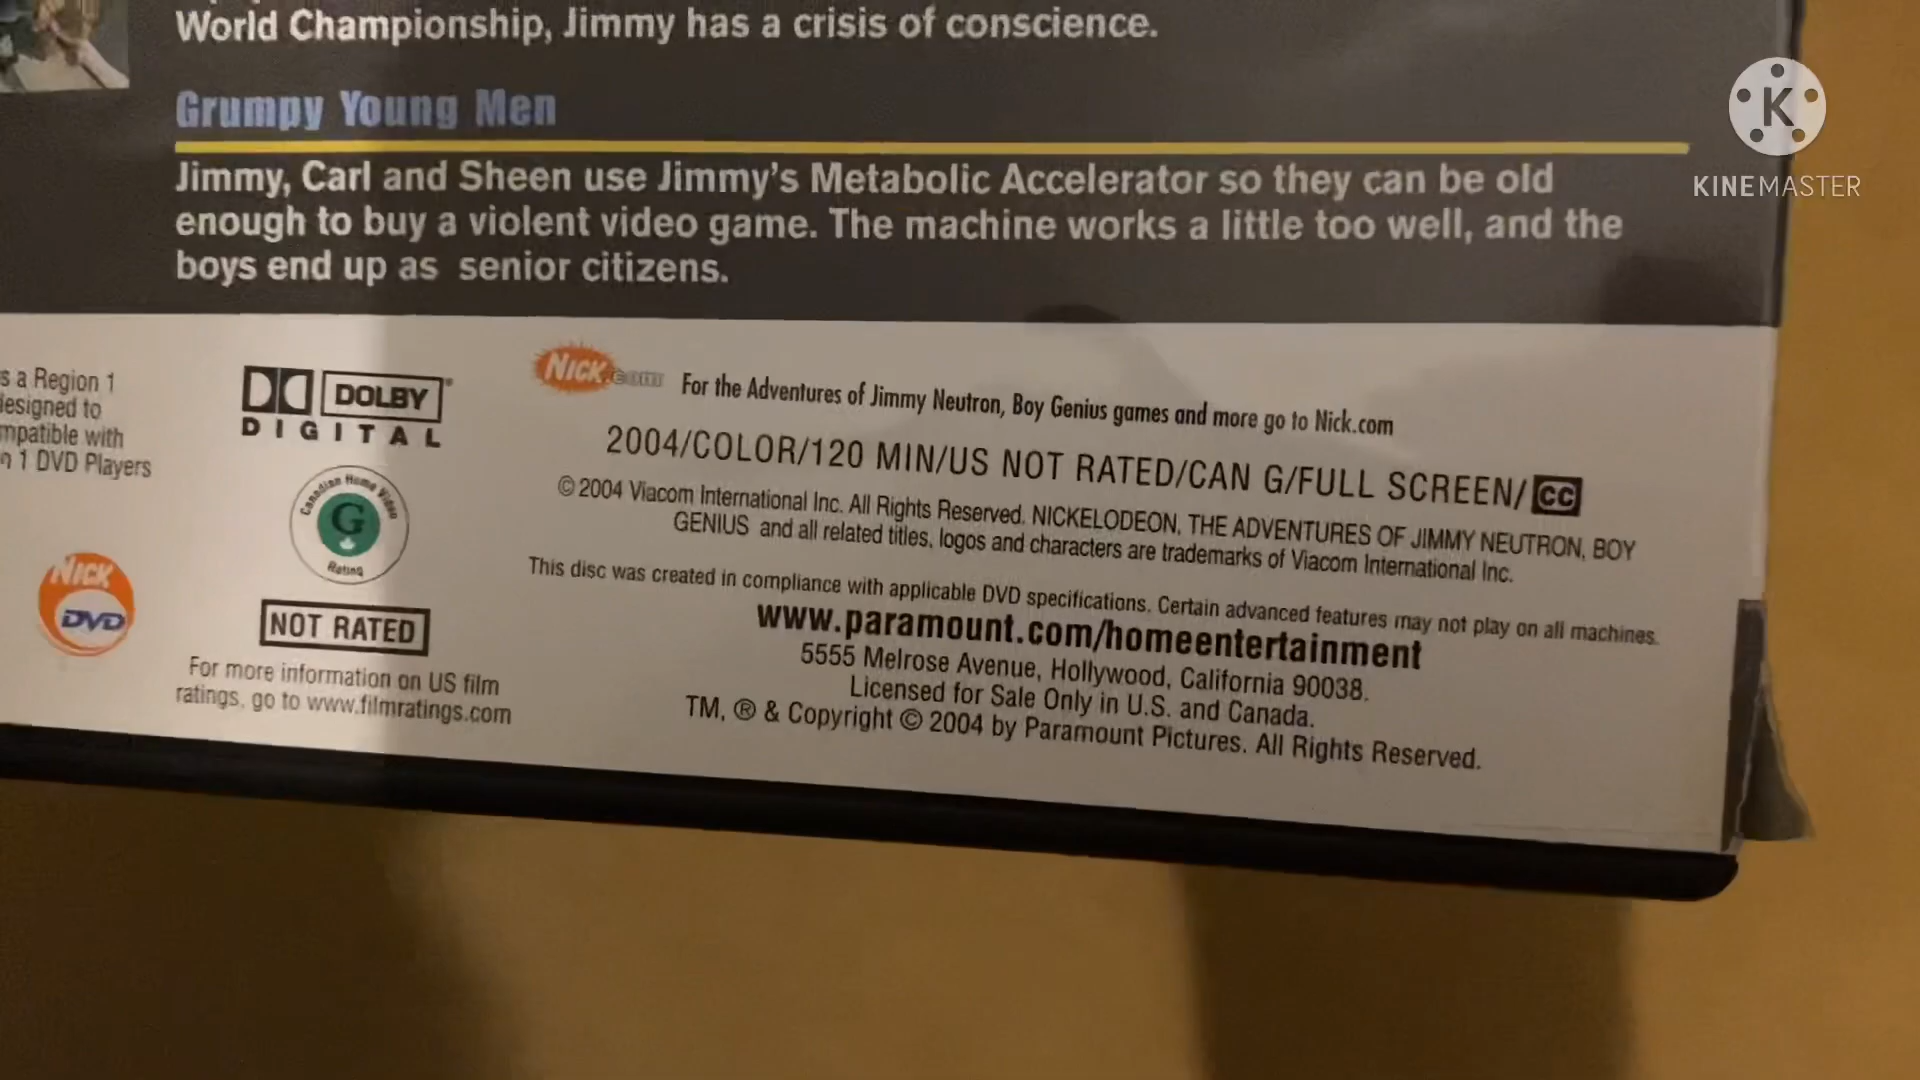 World Championship, Jimmy has a crisis of conscience.
Grumpy Young Men
Jimmy, Carl and Sheen use Jimmy's Metabolic Accelerator so they can be old
enough to buy a violent video game. The machine works a little too well, and the
boys end up as senior citizens.
K
KINEMASTER
s a Region 1
designed to
mpatible with
n 1 DVD Players
DOLBY
DIGITAL
Canadian Home Video
G
Rating
NICK
DVD
NOT RATED
For more information on US film
ratings, go to www.filmratings.com
NICK.com
For the Adventures of Jimmy Neutron, Boy Genius games and more go to Nick.com
2004/COLOR/120 MIN/US NOT RATED/CAN G/FULL SCREEN/CC
© 2004 Viacom International Inc. All Rights Reserved. NICKELODEON, THE ADVENTURES OF JIMMY NEUTRON, BOY
GENIUS and all related titles, logos and characters are trademarks of Viacom International Inc.
This disc was created in compliance with applicable DVD specifications. Certain advanced features may not play on all machines.
www.paramount.com/homeentertainment
5555 Melrose Avenue, Hollywood, California 90038.
Licensed for Sale Only in U.S. and Canada.
TM, ® & Copyright © 2004 by Paramount Pictures. All Rights Reserved.